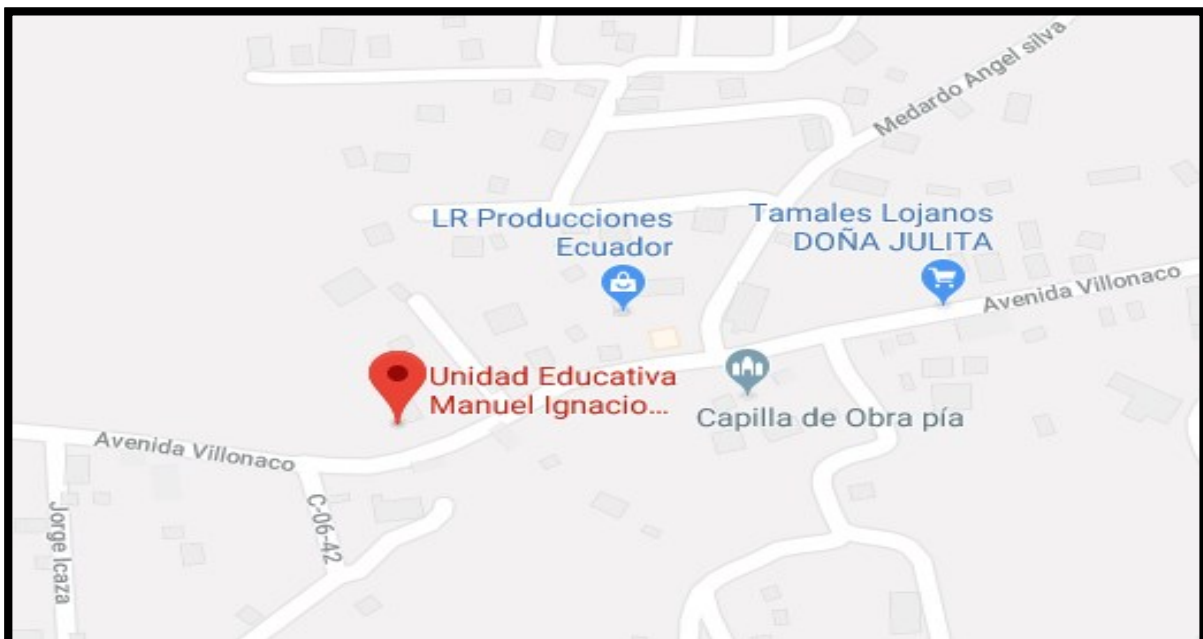 Medardo Angel silva
LR Producciones
Ecuador
Tamales Lojanos
DOÑA JULITA
Avenida Villonaco
Unidad Educativa
Manuel Ignacio...
Capilla de Obra pía
Avenida Villonaco
C-06-42
Jorge Icaza